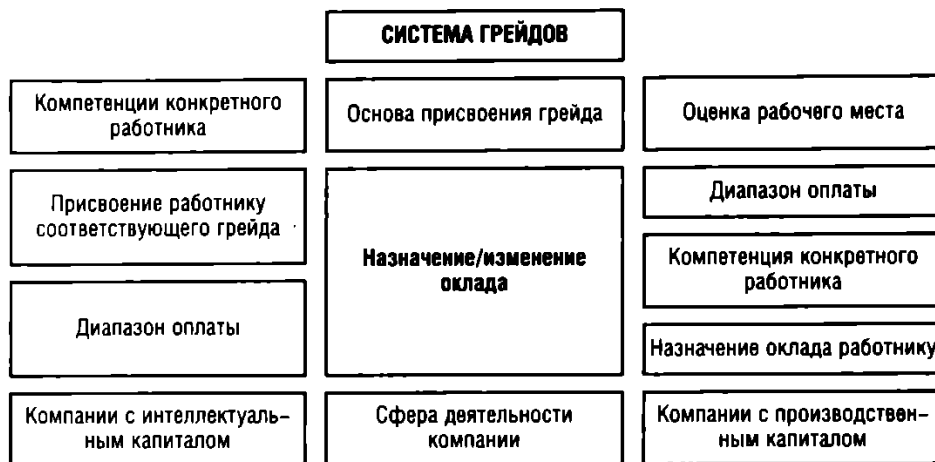 СИСТЕМА ГРЕЙДОВ
Компетенции конкретного
работника
Основа присвоения грейда
Оценка рабочего места
Присвоение работнику
соответствующего грейда
Назначение/изменение
оклада
Диапазон оплаты
Компетенция конкретного
работника
Диапазон оплаты
Назначение оклада работнику
Компании с интеллектуаль-
ным капиталом
Сфера деятельности
компании
Компании с производствен-
ным капиталом